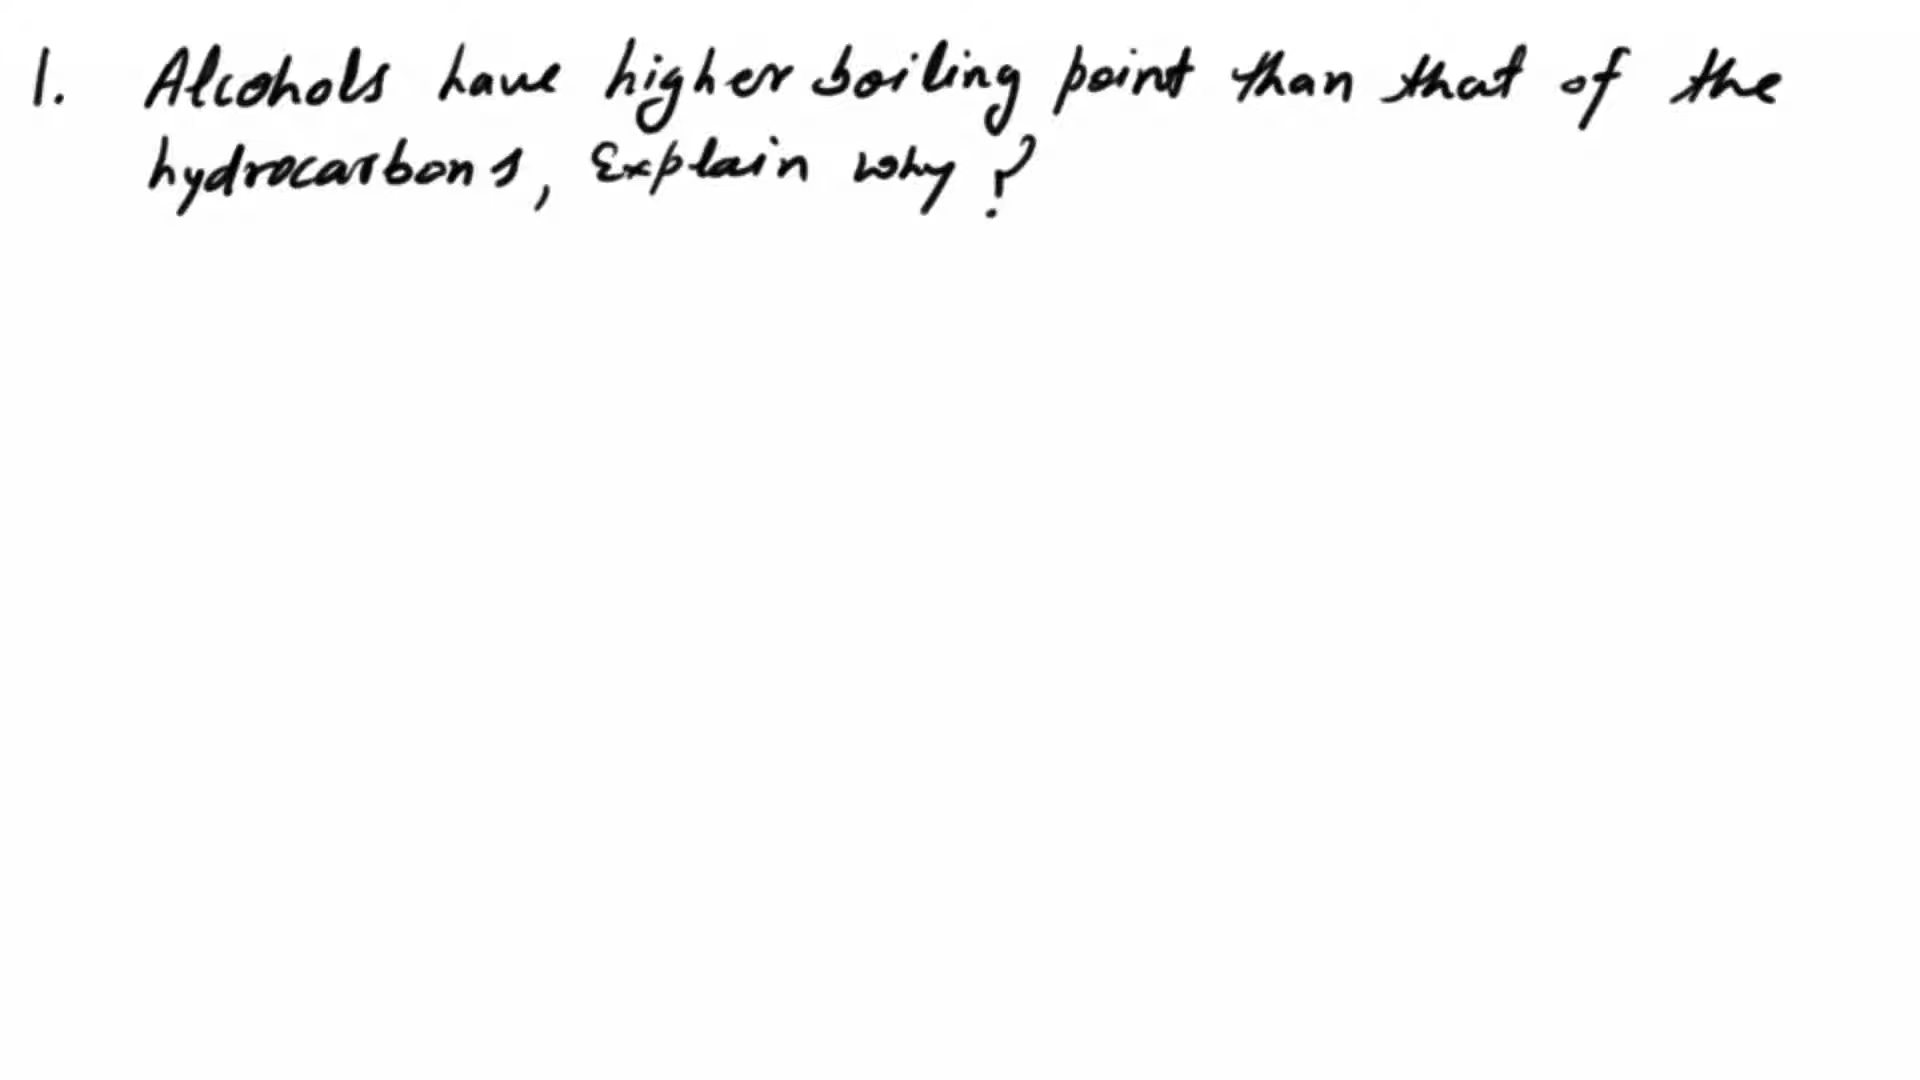 1. Alcohols have higher boiling point than that of the
hydrocarbons, Explain why?